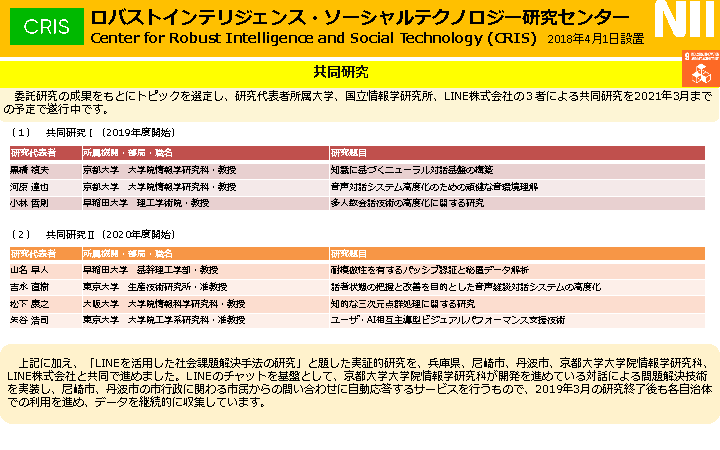 CRIS
ロバストインテリジェンス・ソーシャルテクノロジー研究センター
Center for Robust Intelligence and Social Technology (CRIS) 2018年4月1日設置
NII
共同研究
委託研究の成果をもとにトピックを選定し、研究代表者所属大学、国立情報学研究所、LINE株式会社の３者による共同研究を2021年3月まで
の予定で遂行中です。
（１） 共同研究Ⅰ（2019年度開始）
研究代表者 所属機関・部局・職名 研究題目
黒橋 禎夫 京都大学 大学院情報学研究科・教授 知識に基づくニューラル対話基盤の構築
河原 達也 京都大学 大学院情報学研究科・教授 音声対話システム高度化のための頑健な音環境理解
小林 哲則 早稲田大学 理工学術院・教授 多人数会話技術の高度化に関する研究
（２） 共同研究Ⅱ（2020年度開始）
研究代表者 所属機関・部局・職名 研究題目
山名 早人 早稲田大学 基幹理工学部・教授 耐模倣性を有するパッシブ認証と秘匿データ解析
吉永 直樹 東京大学 生産技術研究所・准教授 話者状態の把握と改善を目的とした音声雑談対話システムの高度化
松下 康之 大阪大学 大学院情報科学研究科・教授 知的な三次元点群処理に関する研究
矢谷 浩司 東京大学 大学院工学系研究科・准教授 ユーザ・AI相互主導型ビジュアルパフォーマンス支援技術
上記に加え、「LINEを活用した社会課題解決手法の研究」と題した実証的研究を、兵庫県、尼崎市、丹波市、京都大学大学院情報学研究科、
LINE株式会社と共同で進めました。LINEのチャットを基盤として、京都大学大学院情報学研究科が開発を進めている対話による問題解決技術
を実装し、尼崎市、丹波市の市行政に関わる市民からの問い合わせに自動応答するサービスを行うもので、2019年3月の研究終了後も各自治体
での利用を進め、データを継続的に収集しています。